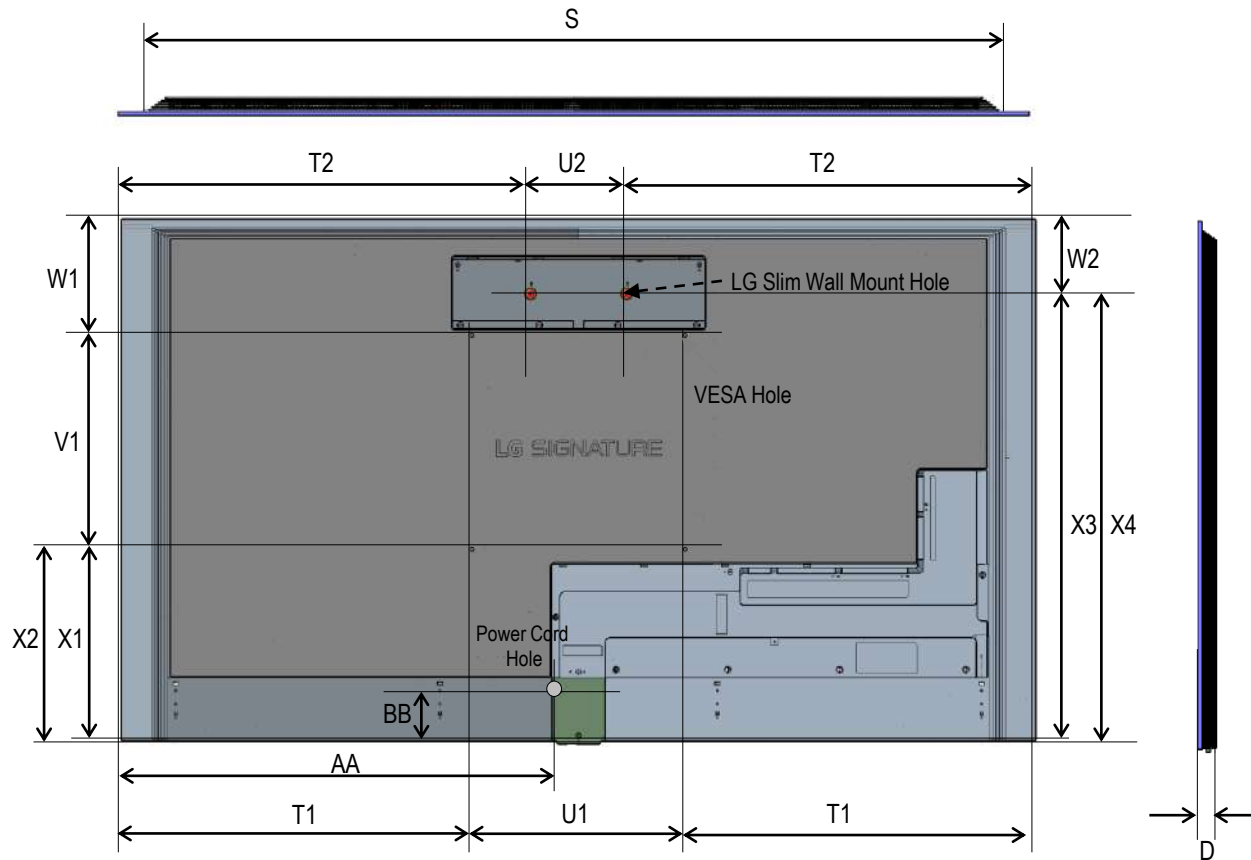 S
T2
U2
T2
W1
W2
LG Slim Wall Mount Hole
VESA Hole
V1
LG SIGNATURE
X3
X4
X2
X1
Power Cord
Hole
BB
AA
T1
U1
T1
D